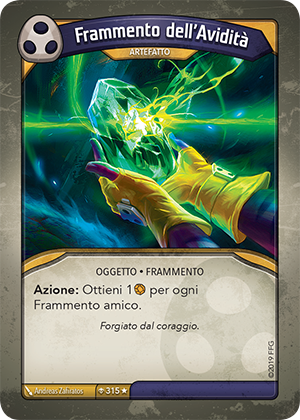 Frammento dell'Avidità
ARTEFATTO
OGGETTO • FRAMMENTO
Azione: Ottieni 1 per ogni
Frammento amico.
Forgiato dal coraggio.
Andreas Zafiratos
315★
©2019 FFG